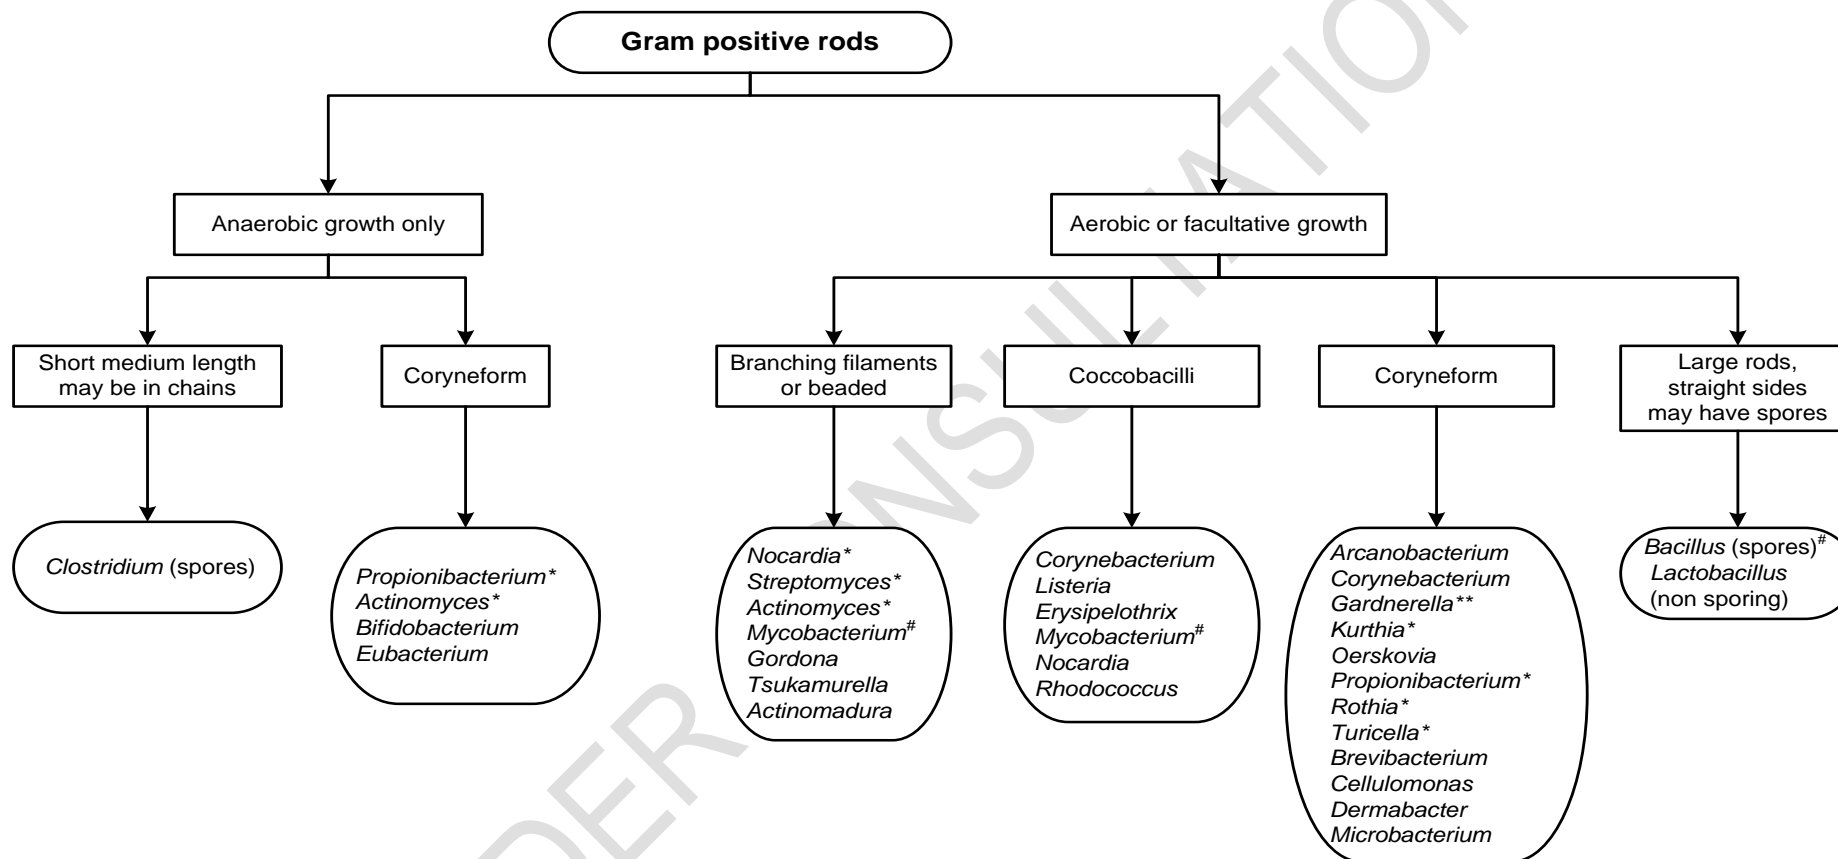 Gram positive rods
Anaerobic growth only
Aerobic or facultative growth
Short medium length
may be in chains
Coryneform
Branching filaments
or beaded
Coccobacilli
Coryneform
Large rods,
straight sides
may have spores
Clostridium (spores)
Propionibacterium*
Actinomyces*
Bifidobacterium
Eubacterium
Nocardia*
Streptomyces*
Actinomyces*
Mycobacterium#
Gordona
Tsukamurella
Actinomadura
Corynebacterium
Listeria
Erysipelothrix
Mycobacterium#
Nocardia
Rhodococcus
Arcanobacterium
Corynebacterium
Gardnerella**
Kurthia*
Oerskovia
Propionibacterium*
Rothia*
Turicella*
Brevibacterium
Cellulomonas
Dermabacter
Microbacterium
Bacillus (spores)#
Lactobacillus
(non sporing)
DER CONSULTATION